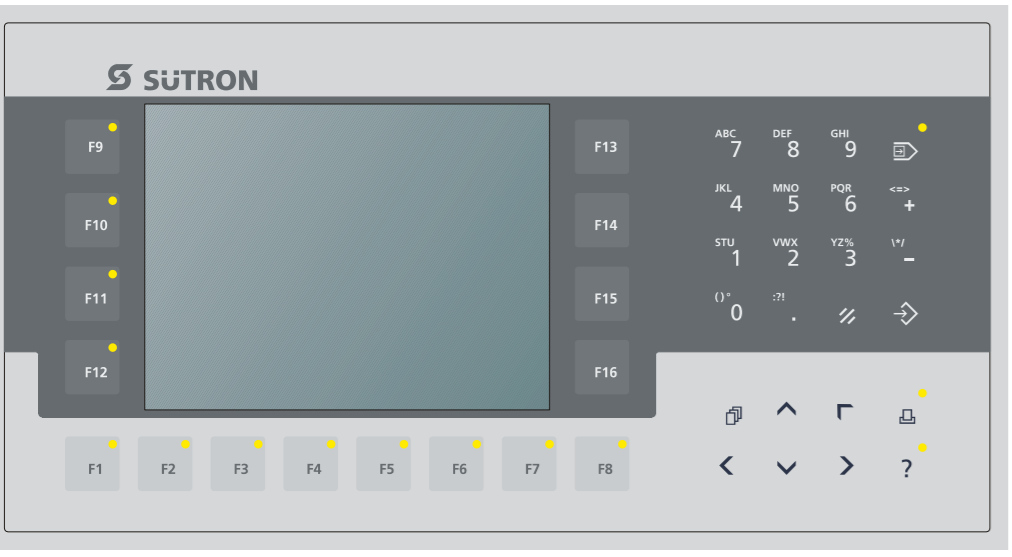 SÜTRON
F9
F10
F11
F12
F13
F14
F15
F16
ABC DEF GHI
7 8 9
JKL MNO PQR <=>
4 5 6 +
STU VWX YZ% \*/
1 2 3 −
()° :?!
0 .
F1 F2 F3 F4 F5 F6 F7 F8
?